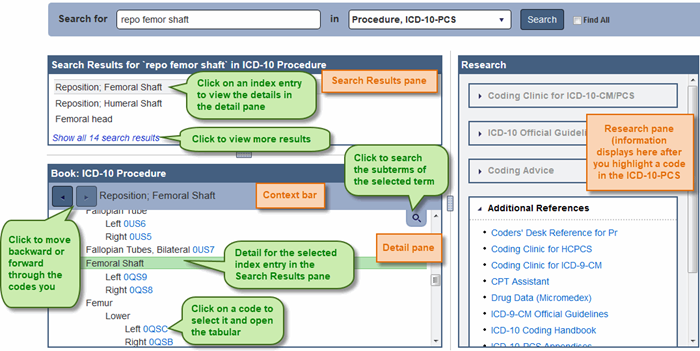 Search for repo femor shaft in Procedure, ICD-10-PCS Search Find All
Search Results for `repo femor shaft` in ICD-10 Procedure
Reposition; Femoral Shaft
Reposition; Humeral Shaft
Femoral head
Show all 14 search results
Click on an index entry
to view the details in
the detail pane
Search Results pane
Click to view more results
Research
Coding Clinic for ICD-10-CM/PCS
ICD-10 Official Guidelin
Coding Advice
Research pane
(information
displays here after
you highlight a code
in the ICD-10-PCS
Additional References
Coders' Desk Reference for Pr
Coding Clinic for HCPCS
Coding Clinic for ICD-9-CM
CPT Assistant
Drug Data (Micromedex)
ICD-9-CM Official Guidelines
ICD-10 Coding Handbook
ICD-10-PCS Appendices
Click to search
the subterms of
the selected term
Book: ICD-10 Procedure
Reposition; Femoral Shaft
Context bar
Detail pane
Fallopian Tube
Left 0US6
Right 0US5
Fallopian Tubes, Bilateral 0US7
Femoral Shaft
Left 0QS9
Right 0QS8
Femur
Lower
Left 0QSC
Right 0QSB
Click to move
backward or
forward
through the
codes you
Detail for the selected
index entry in the
Search Results pane
Click on a code to
select it and open
the tabular